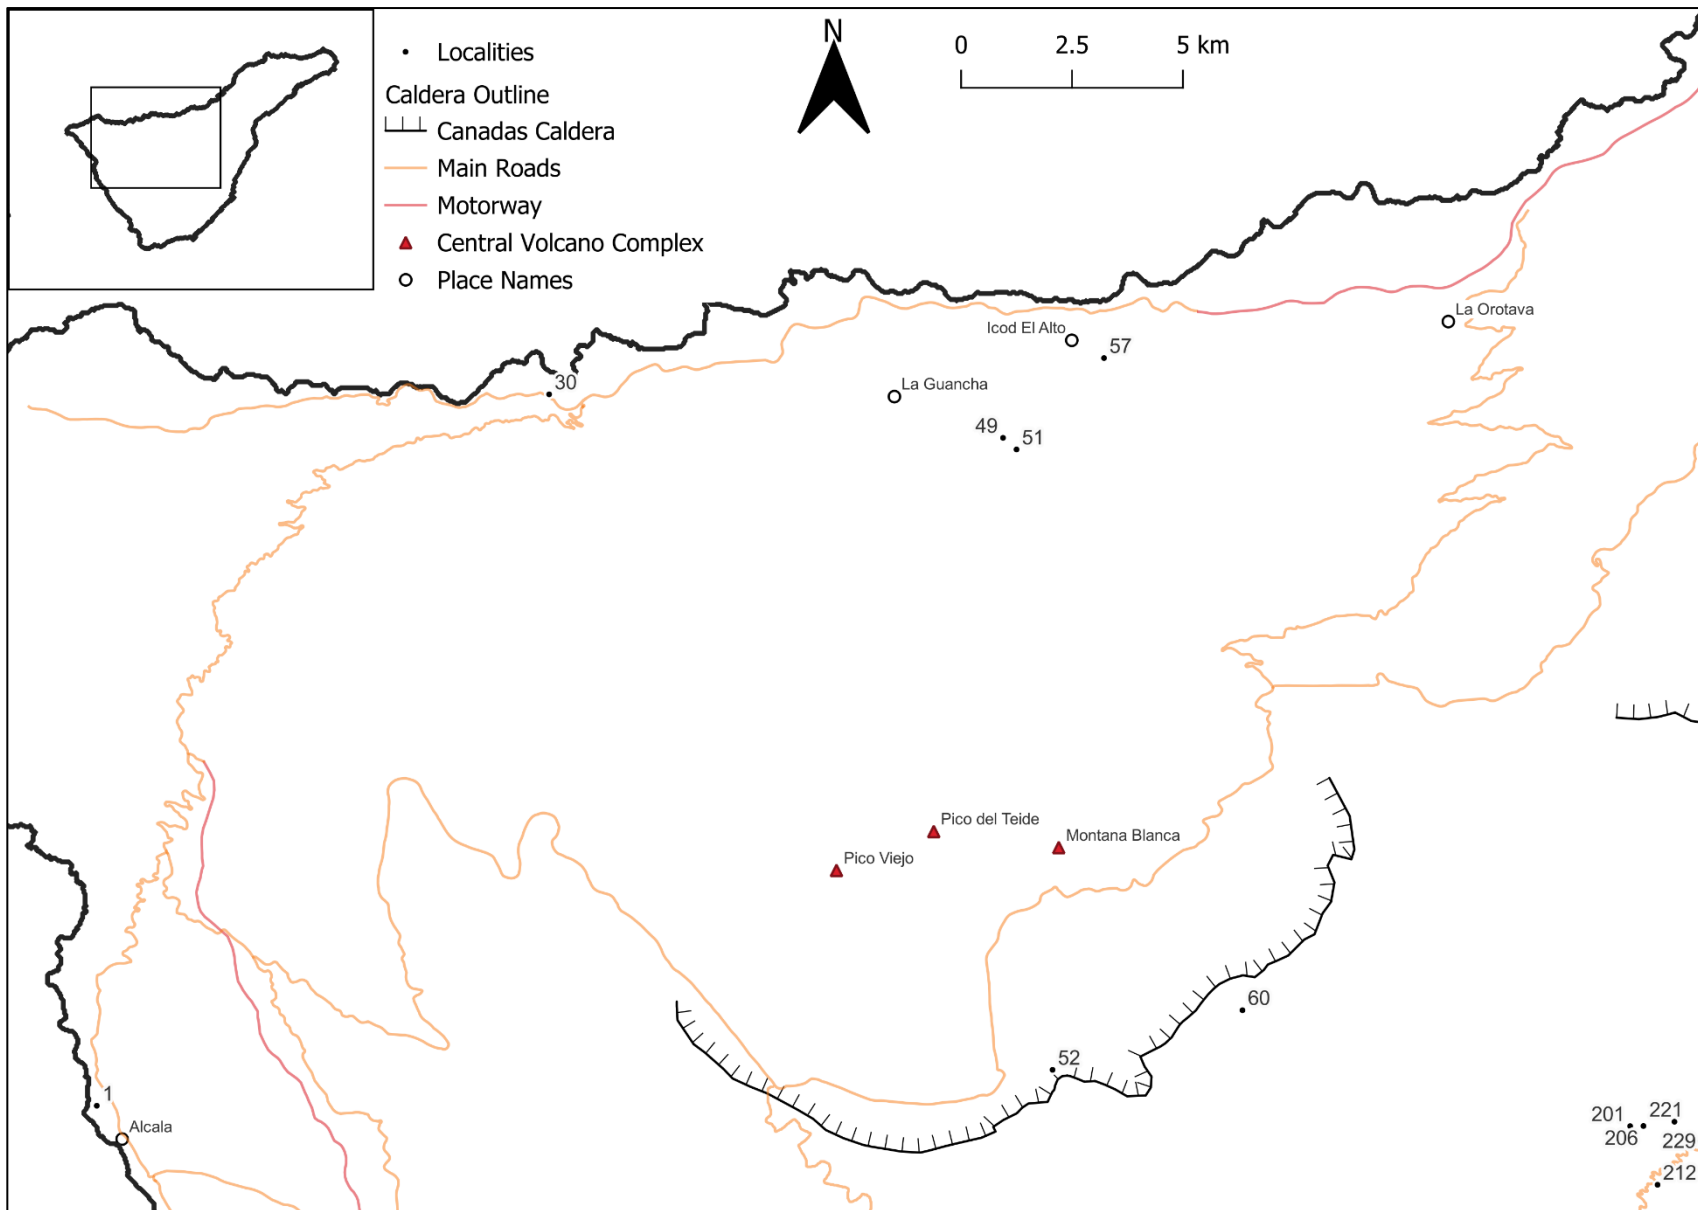 N
0 2.5 5 km
Localities
Caldera Outline
Canadas Caldera
Main Roads
Motorway
Central Volcano Complex
Place Names
La Orotava
Icod El Alto
57
30
La Guancha
49
51
Pico del Teide
Montana Blanca
Pico Viejo
60
52
1
Alcala
201
221
206
229
212